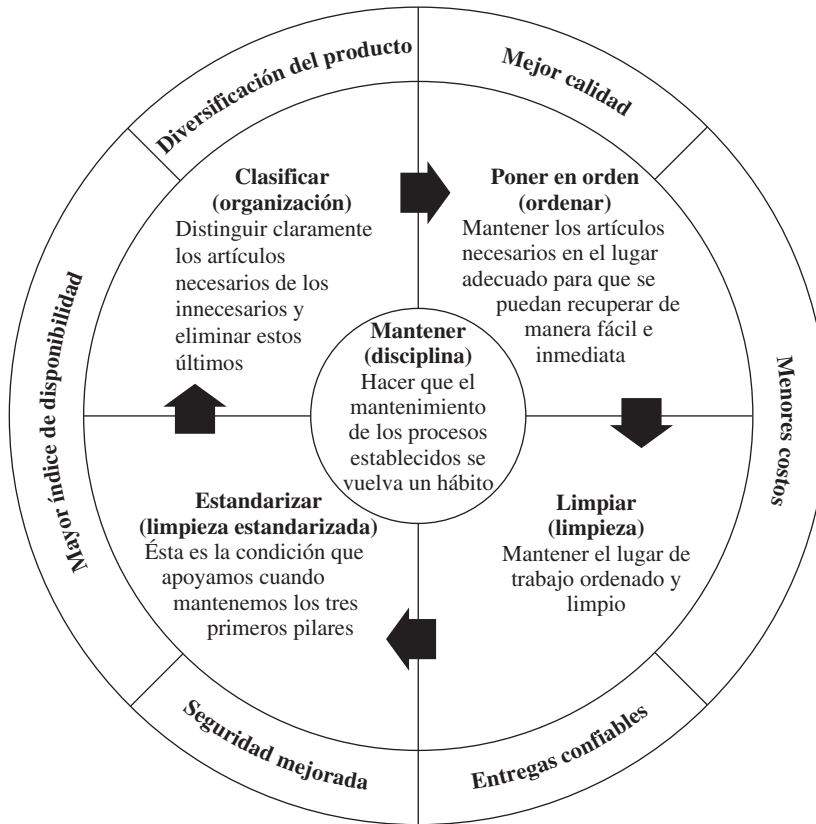 Diversificación del producto
Mejor calidad
Menores costos
Entregas confiables
Seguridad mejorada
Mayor índice de disponibilidad
Clasificar
(organización)
Distinguir claramente
los artículos
necesarios de los
innecesarios y
eliminar estos
últimos
Poner en orden
(ordenar)
Mantener los artículos
necesarios en el lugar
adecuado para que se
puedan recuperar de
manera fácil e
inmediata
Mantener
(disciplina)
Hacer que el
mantenimiento
de los procesos
establecidos se
vuelva un hábito
Limpiar
(limpieza)
Mantener el lugar de
trabajo ordenado y
limpio
Estandarizar
(limpieza estandarizada)
Ésta es la condición que
apoyamos cuando
mantenemos los tres
primeros pilares